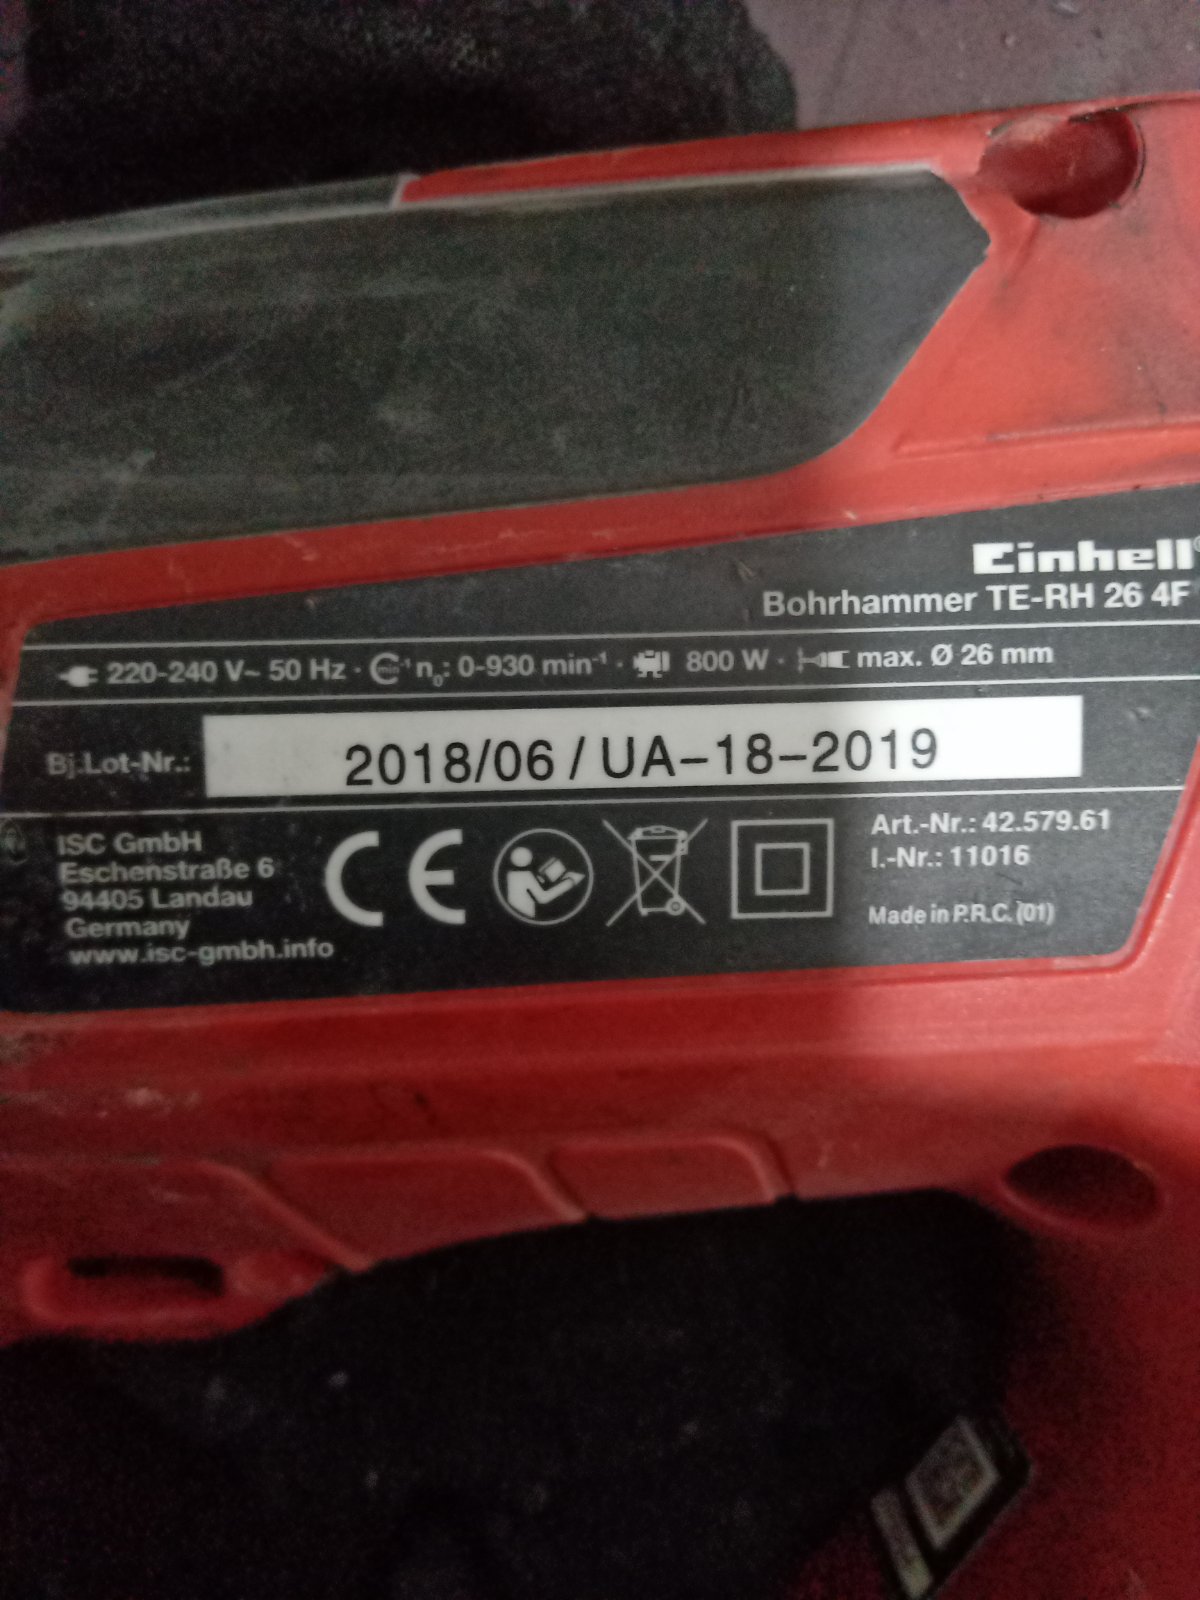 Einhell®
Bohrhammer TE-RH 26 4F
220-240 V~ 50 Hz · n₀: 0-930 min⁻¹ · 800 W · max. Ø 26 mm
Bj.Lot-Nr.: 2018/06 / UA-18-2019
ISC GmbH
Eschenstraße 6
94405 Landau
Germany
www.isc-gmbh.info
CE
Art.-Nr.: 42.579.61
I.-Nr.: 11016
Made in P.R.C. (01)